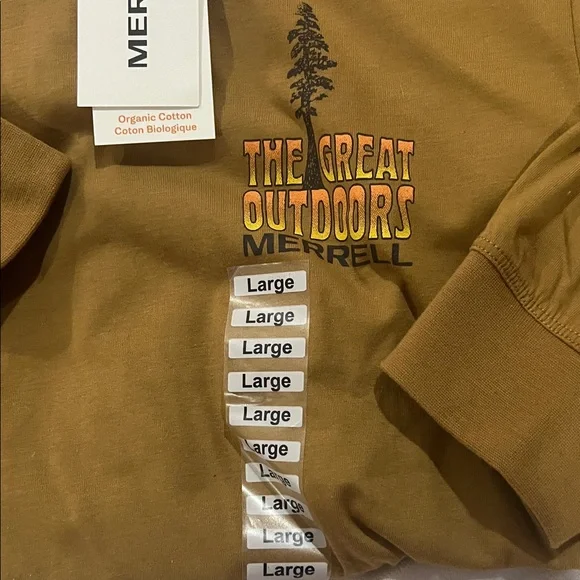 MER
Organic Cotton
Coton Biologique
THE GREAT
OUTDOORS
MERRELL
Large
Large
Large
Large
Large
Large
Large
Large
Large
Large